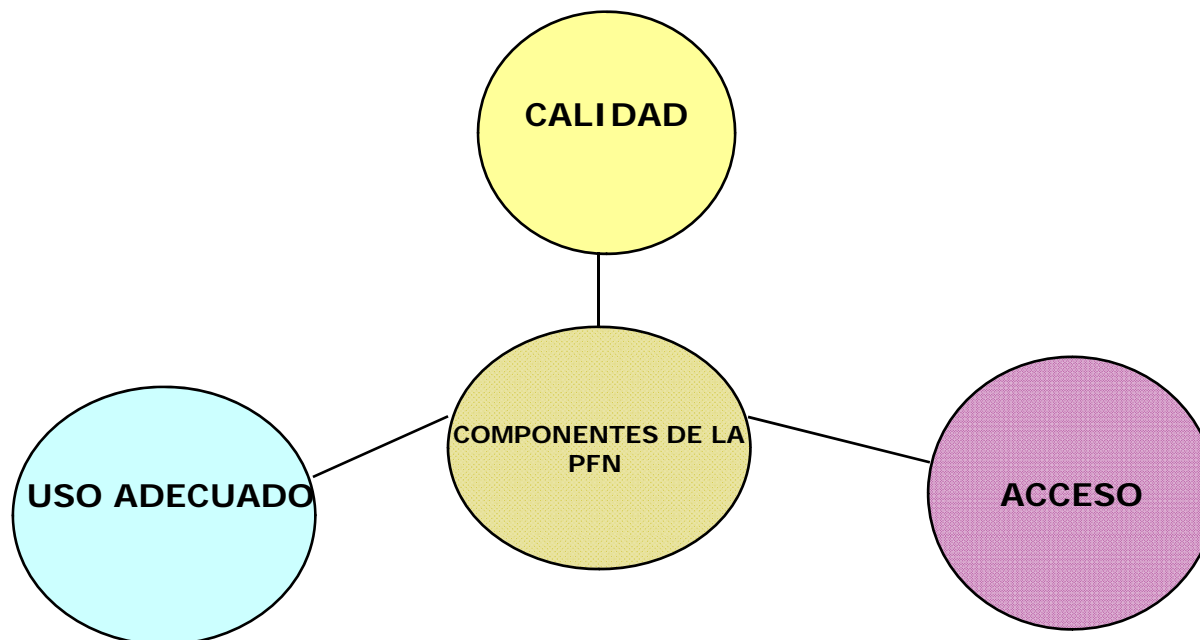 CALIDAD
COMPONENTES DE LA
PFN
USO ADECUADO
ACCESO